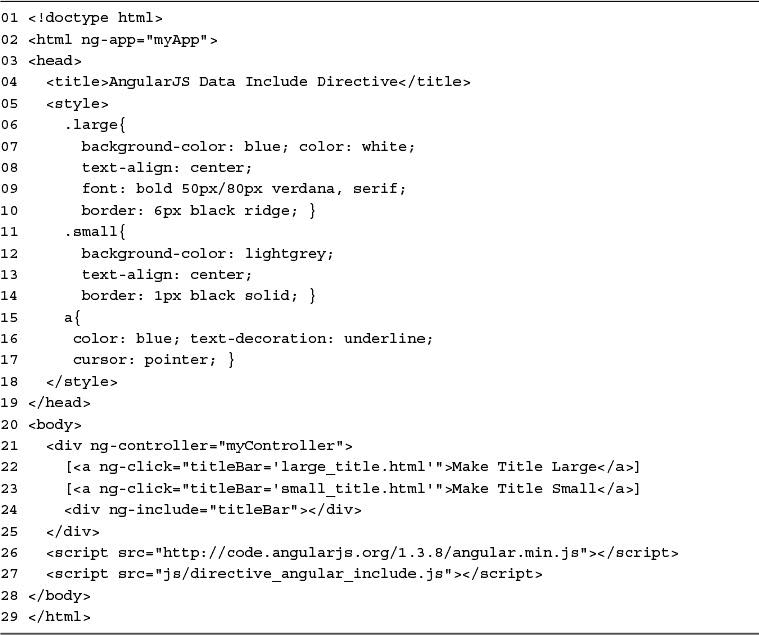 01 <!doctype html>
02 <html ng-app="myApp">
03 <head>
04   <title>AngularJS Data Include Directive</title>
05   <style>
06     .large{
07       background-color: blue; color: white;
08       text-align: center;
09       font: bold 50px/80px verdana, serif;
10       border: 6px black ridge; }
11     .small{
12       background-color: lightgrey;
13       text-align: center;
14       border: 1px black solid; }
15     a{
16      color: blue; text-decoration: underline;
17      cursor: pointer; }
18   </style>
19 </head>
20 <body>
21   <div ng-controller="myController">
22     [<a ng-click="titleBar='large_title.html'">Make Title Large</a>]
23     [<a ng-click="titleBar='small_title.html'">Make Title Small</a>]
24     <div ng-include="titleBar"></div>
25   </div>
26   <script src="http://code.angularjs.org/1.3.8/angular.min.js"></script>
27   <script src="js/directive_angular_include.js"></script>
28 </body>
29 </html>